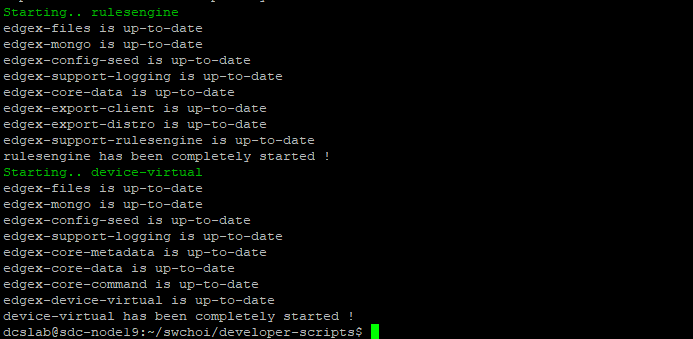 Starting.. rulesengine
edgex-files is up-to-date
edgex-mongo is up-to-date
edgex-config-seed is up-to-date
edgex-support-logging is up-to-date
edgex-core-data is up-to-date
edgex-export-client is up-to-date
edgex-export-distro is up-to-date
edgex-support-rulesengine is up-to-date
rulesengine has been completely started !
Starting.. device-virtual
edgex-files is up-to-date
edgex-mongo is up-to-date
edgex-config-seed is up-to-date
edgex-support-logging is up-to-date
edgex-core-metadata is up-to-date
edgex-core-data is up-to-date
edgex-core-command is up-to-date
edgex-device-virtual is up-to-date
device-virtual has been completely started !
dcslab@sdc-node19:~/swchoi/developer-scripts$